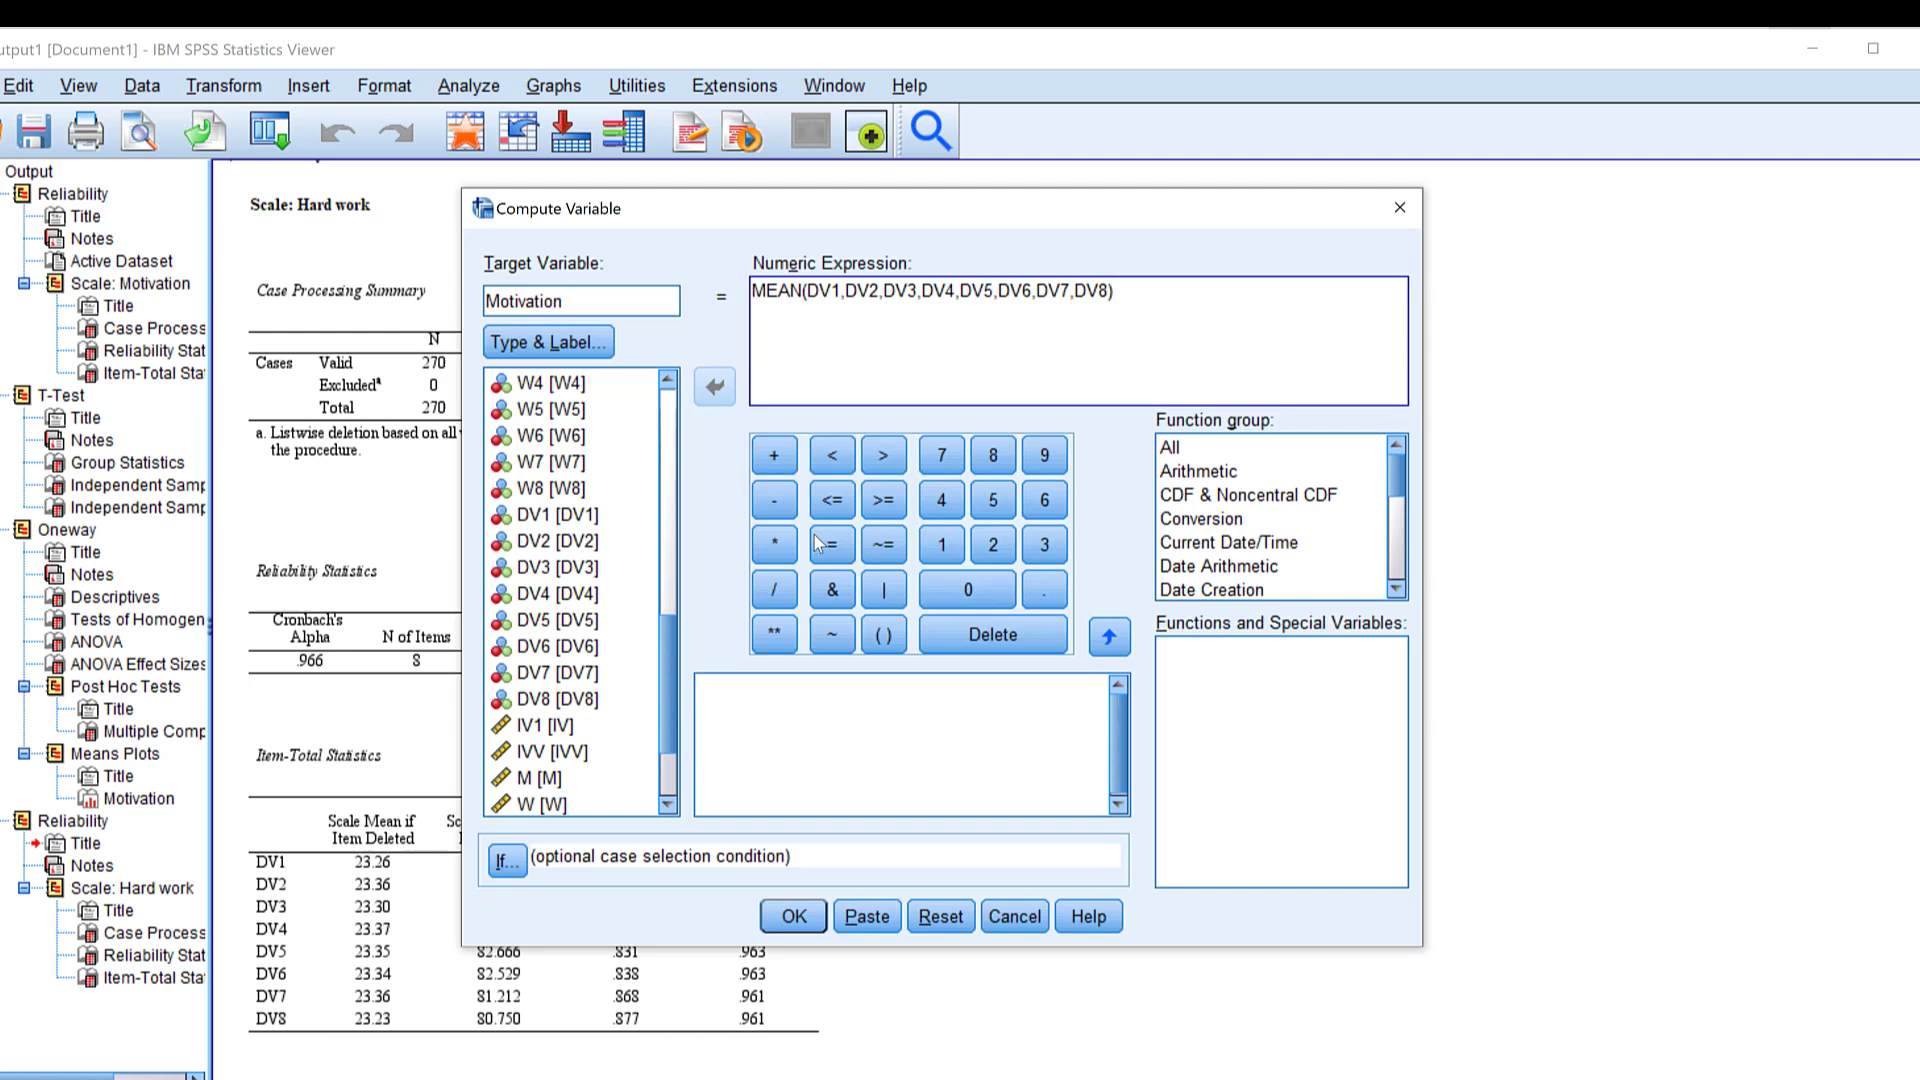 utput1 [Document1] - IBM SPSS Statistics Viewer
Edit View Data Transform Insert Format Analyze Graphs Utilities Extensions Window Help
Output
Reliability
Title
Notes
Active Dataset
Scale: Motivation
Title
Case Process
Reliability Stat
Item-Total Sta
T-Test
Title
Notes
Group Statistics
Independent Samp
Independent Samp
Oneway
Title
Notes
Descriptives
Tests of Homogen
ANOVA
ANOVA Effect Sizes
Post Hoc Tests
Title
Multiple Comp
Means Plots
Title
Motivation
Reliability
Title
Notes
Scale: Hard work
Title
Case Process
Reliability Stat
Item-Total Sta
Scale: Hard work
Case Processing Summary
N
Cases Valid 270
Excludedª 0
Total 270
a. Listwise deletion based on all
the procedure.
Reliability Statistics
Cronbach's
Alpha N of Items
.966 8
Item-Total Statistics
Scale Mean if
Item Deleted
Sc
DV1 23.26
DV2 23.36
DV3 23.30
DV4 23.37
DV5 23.35 82.666 .831 .963
DV6 23.34 82.529 .838 .963
DV7 23.36 81.212 .868 .961
DV8 23.23 80.750 .877 .961
Compute Variable
Target Variable:
Motivation
=
Type & Label...
Numeric Expression:
MEAN(DV1,DV2,DV3,DV4,DV5,DV6,DV7,DV8)
W4 [W4]
W5 [W5]
W6 [W6]
W7 [W7]
W8 [W8]
DV1 [DV1]
DV2 [DV2]
DV3 [DV3]
DV4 [DV4]
DV5 [DV5]
DV6 [DV6]
DV7 [DV7]
DV8 [DV8]
IV1 [IV]
IVV [IVV]
M [M]
W [W]
+ < > 7 8 9
- <= >= 4 5 6
* = ~= 1 2 3
/ & | 0 .
** ~ () Delete
Function group:
All
Arithmetic
CDF & Noncentral CDF
Conversion
Current Date/Time
Date Arithmetic
Date Creation
Functions and Special Variables:
If... (optional case selection condition)
OK Paste Reset Cancel Help